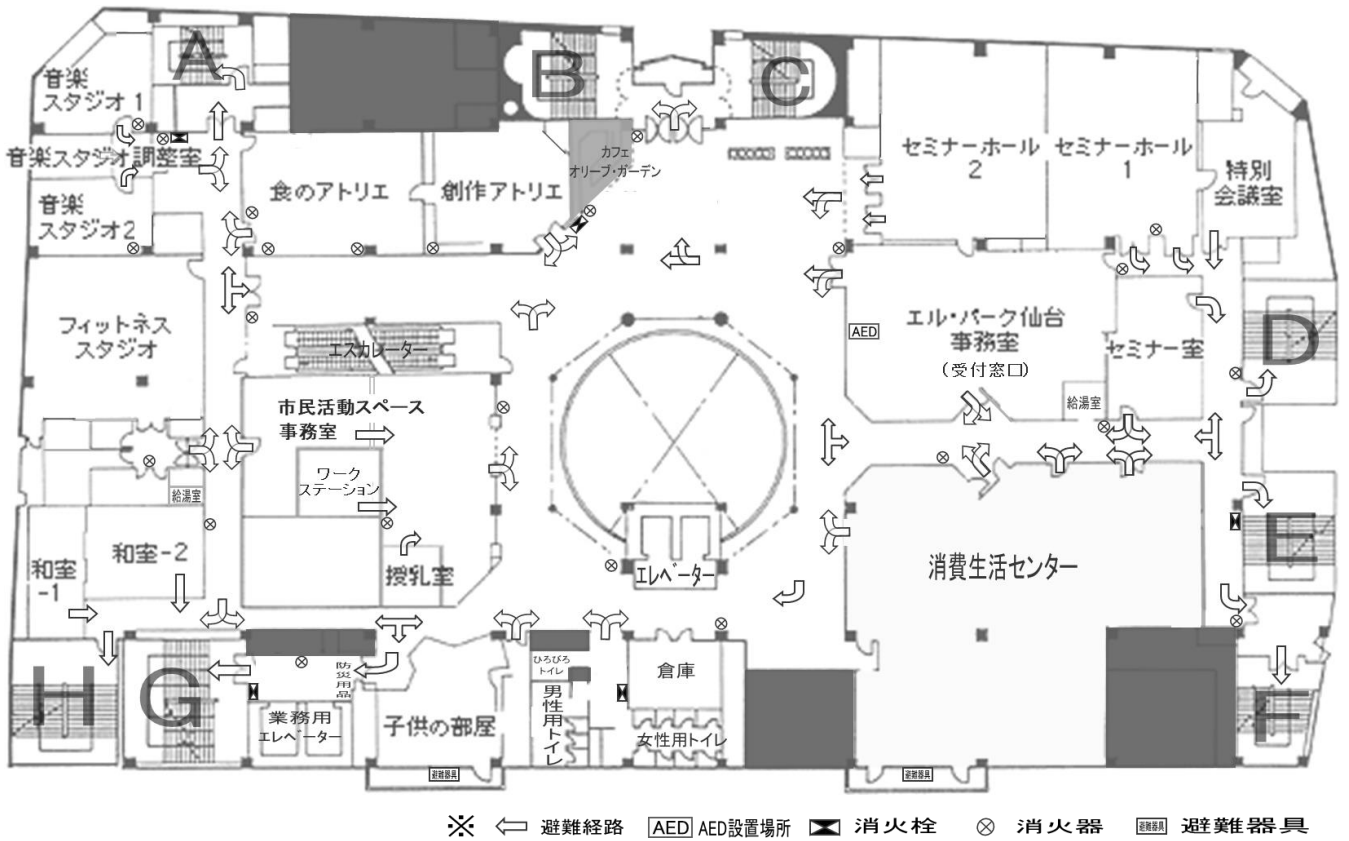 A
B
C
音楽
スタジオ1
音楽スタジオ調整室
音楽
スタジオ2
食のアトリエ
創作アトリエ
カフェ
オリーブ・ガーデン
セミナーホール
2
セミナーホール
1
特別
会議室
フィットネス
スタジオ
エスカレーター
AED
エル・パーク仙台
事務室
(受付窓口)
セミナー室
給湯室
D
市民活動スペース
事務室
ワーク
ステーション
授乳室
給湯室
和室-2
和室
-1
エレベーター
消費生活センター
E
F
H
G
防災用品
業務用
エレベーター
子供の部屋
ひろびろ
トイレ
男性用トイレ
倉庫
女性用トイレ
避難器具
避難器具
※ 避難経路 AED AED設置場所 消火栓 消火器 避難器具 避難器具